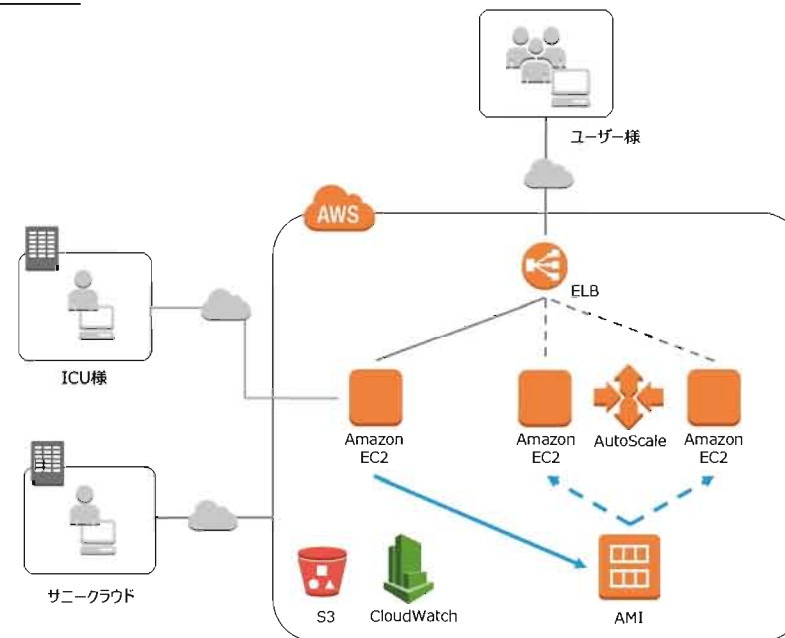 ユーザー様
AWS
ELB
ICU様
Amazon
EC2
Amazon
EC2
AutoScale
Amazon
EC2
サニークラウド
S3
CloudWatch
AMI